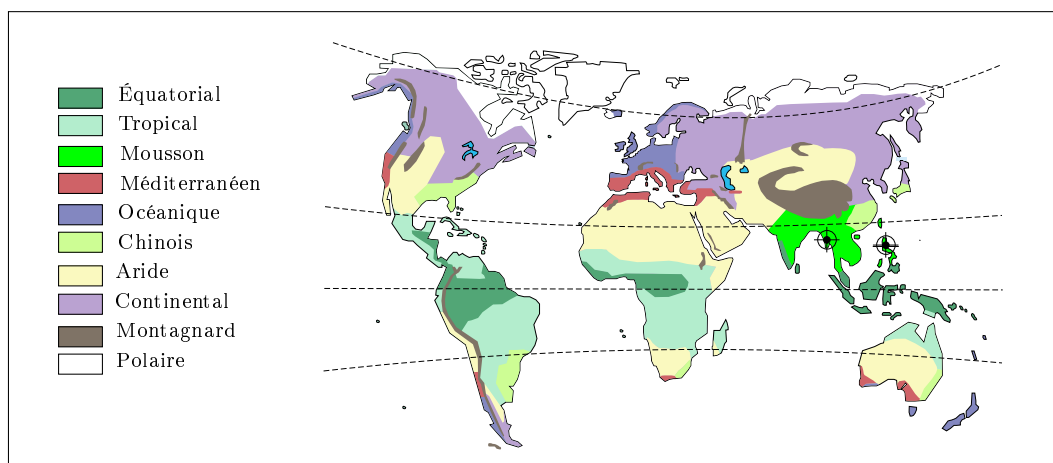 Équatorial
Tropical
Mousson
Méditerranéen
Océanique
Chinois
Aride
Continental
Montagnard
Polaire